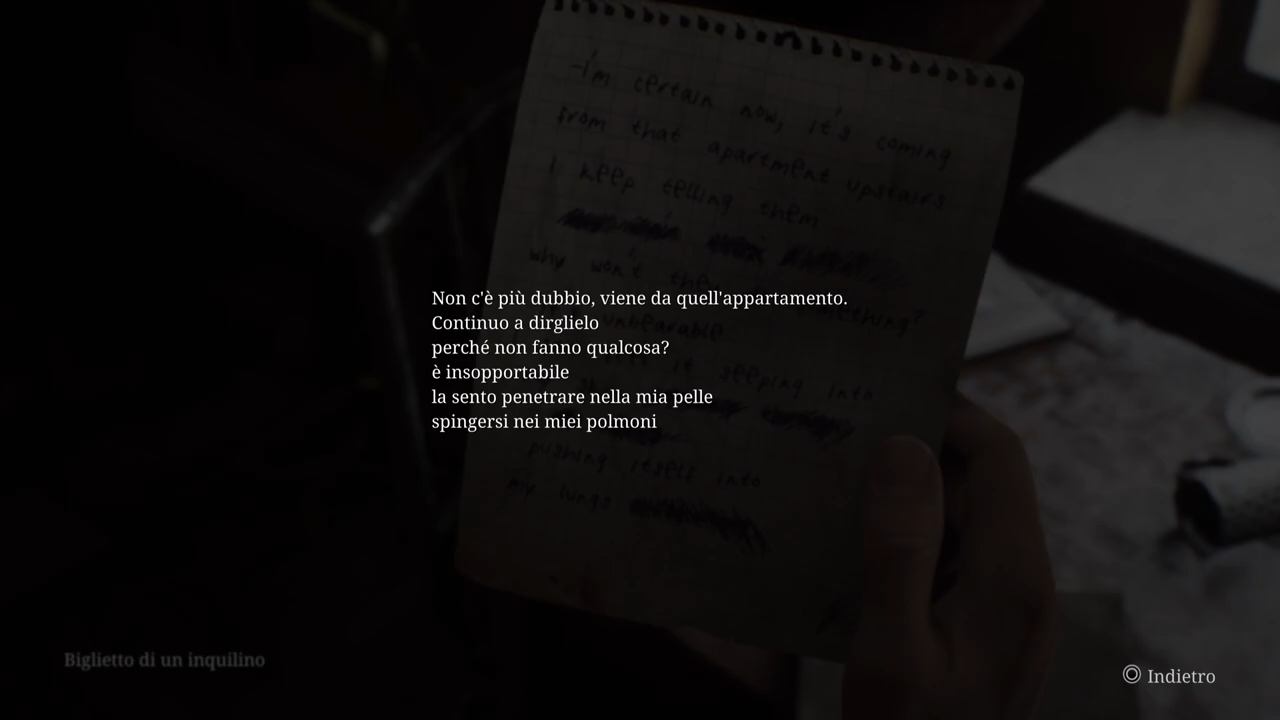 -I'm certain now, it's coming
from that apartment upstairs
I keep telling them
why won't they something?
Non c'è più dubbio, viene da quell'appartamento.
unbearable
Continuo a dirglielo
perché non fanno qualcosa?
it seeping into
è insopportabile
la sento penetrare nella mia pelle
spingersi nei miei polmoni
pushing itself into
my lungs
Biglietto di un inquilino
Indietro